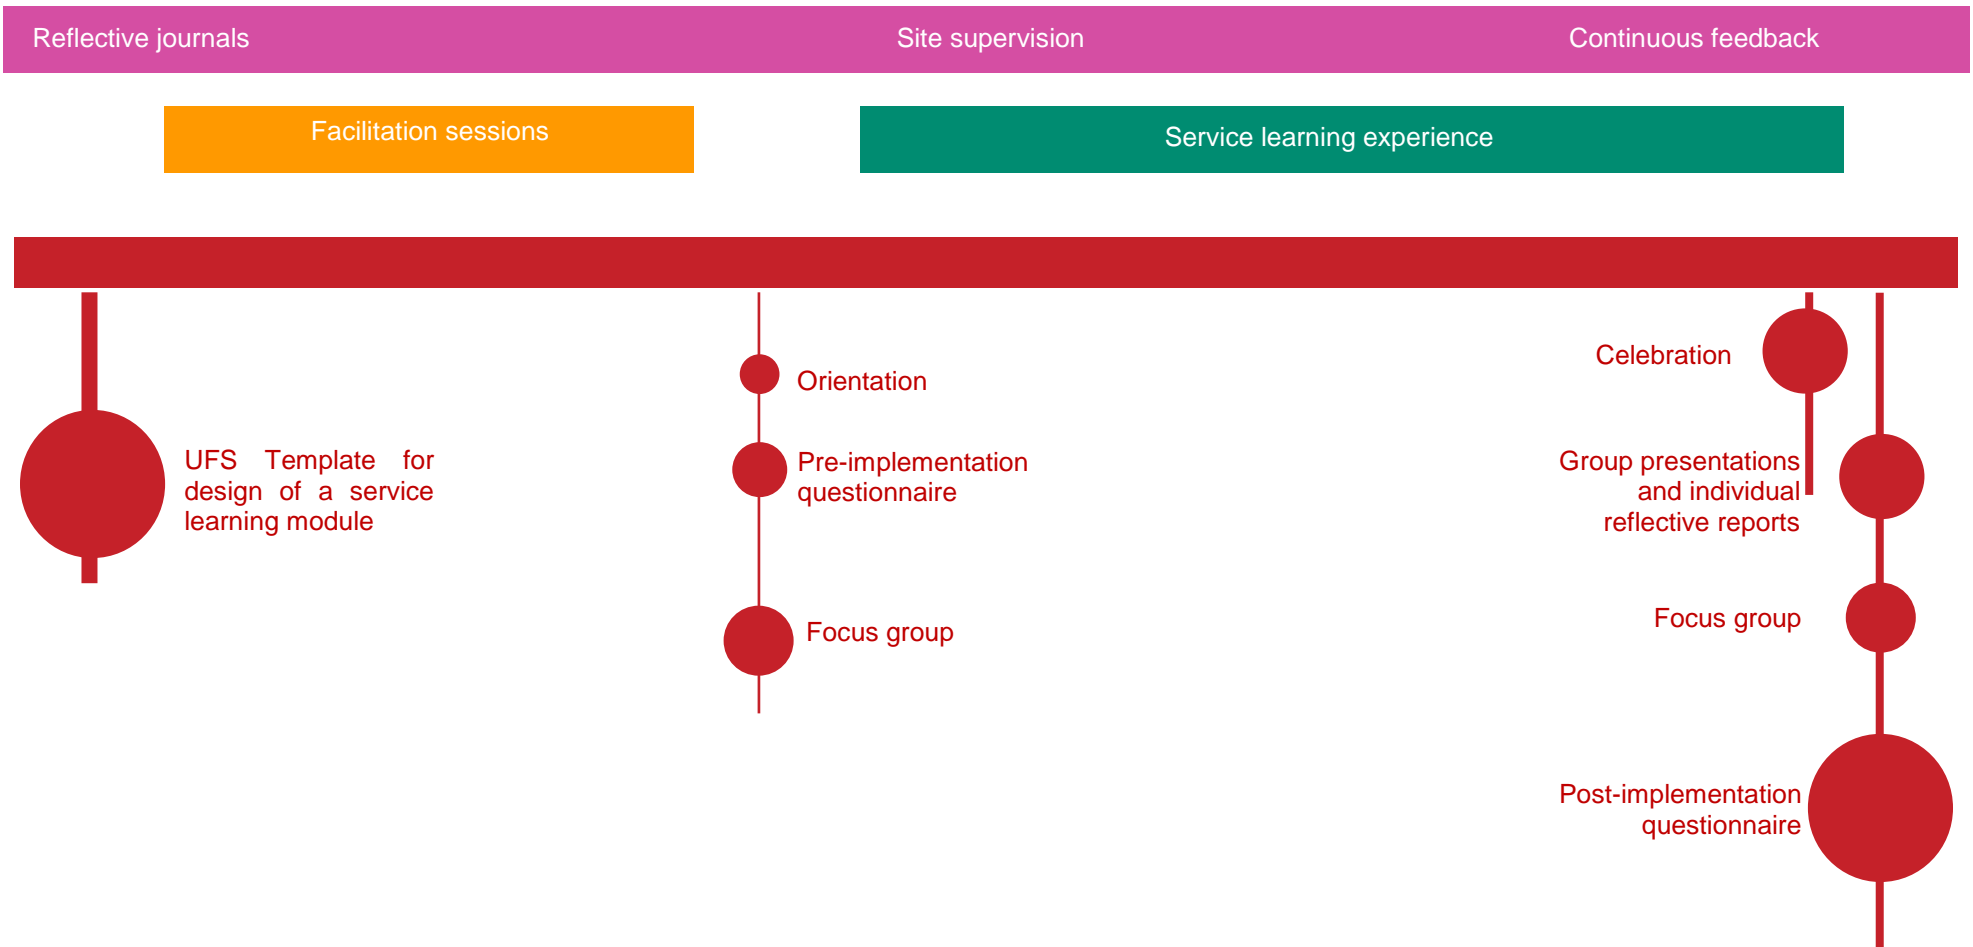 Reflective journals
Site supervision
Continuous feedback
Facilitation sessions
Service learning experience
UFS Template for
design of a service
learning module
Orientation
Pre-implementation
questionnaire
Focus group
Celebration
Group presentations
and individual
reflective reports
Focus group
Post-implementation
questionnaire